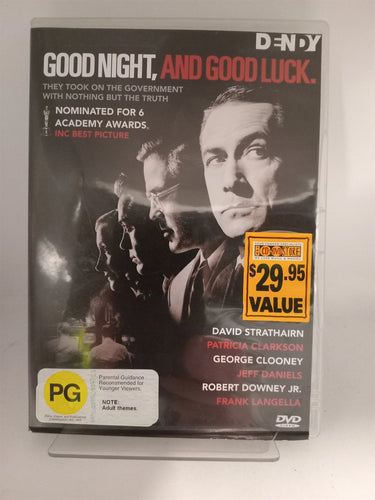 DENDY
GOOD NIGHT, AND GOOD LUCK.
THEY TOOK ON THE GOVERNMENT
WITH NOTHING BUT THE TRUTH
NOMINATED FOR 6
ACADEMY AWARDS
INC BEST PICTURE
$29.95
VALUE
DAVID STRATHAIRN
PATRICIA CLARKSON
GEORGE CLOONEY
JEFF DANIELS
ROBERT DOWNEY JR.
FRANK LANGELLA
PG
Parental Guidance
Recommended for
Younger Viewers.
NOTE:
Adult themes.
DVD